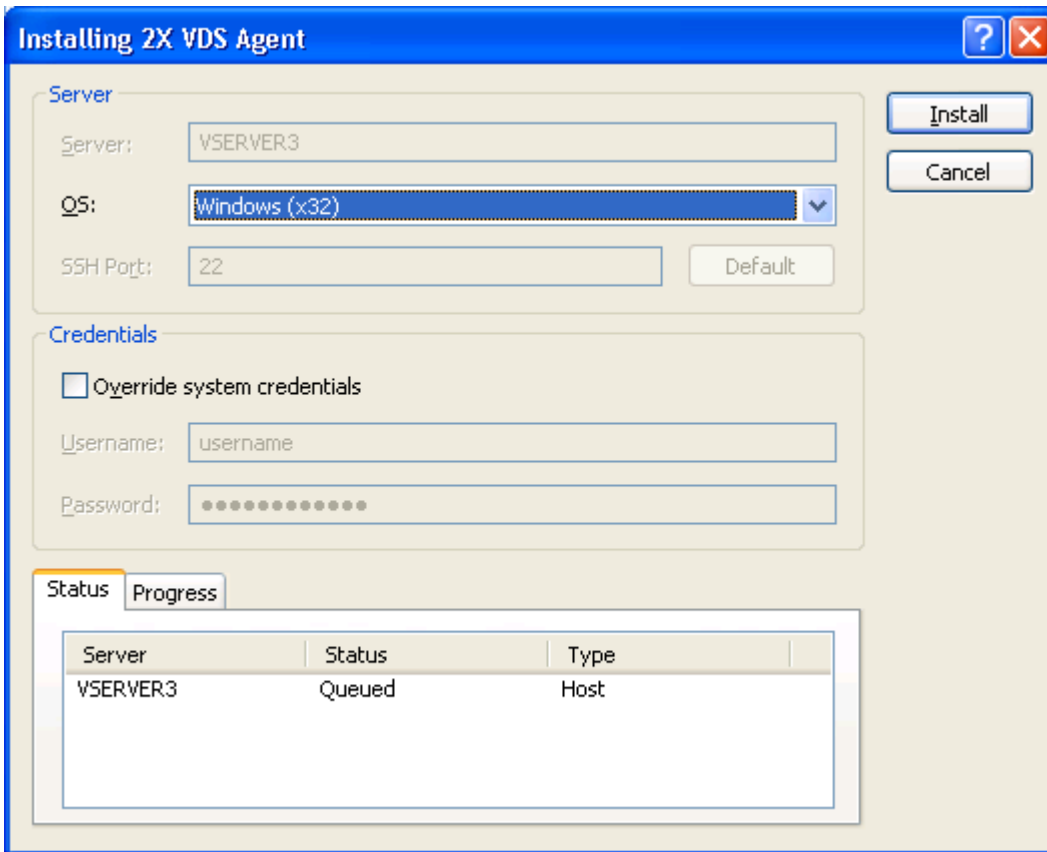 Installing 2X VDS Agent
Server
Server: VSERVER3
Install
OS: Windows (x32)
Cancel
SSH Port: 22 Default
Credentials
Override system credentials
Username: username
Password: ●●●●●●●●●●●●
Status Progress
Server Status Type
VSERVER3 Queued Host